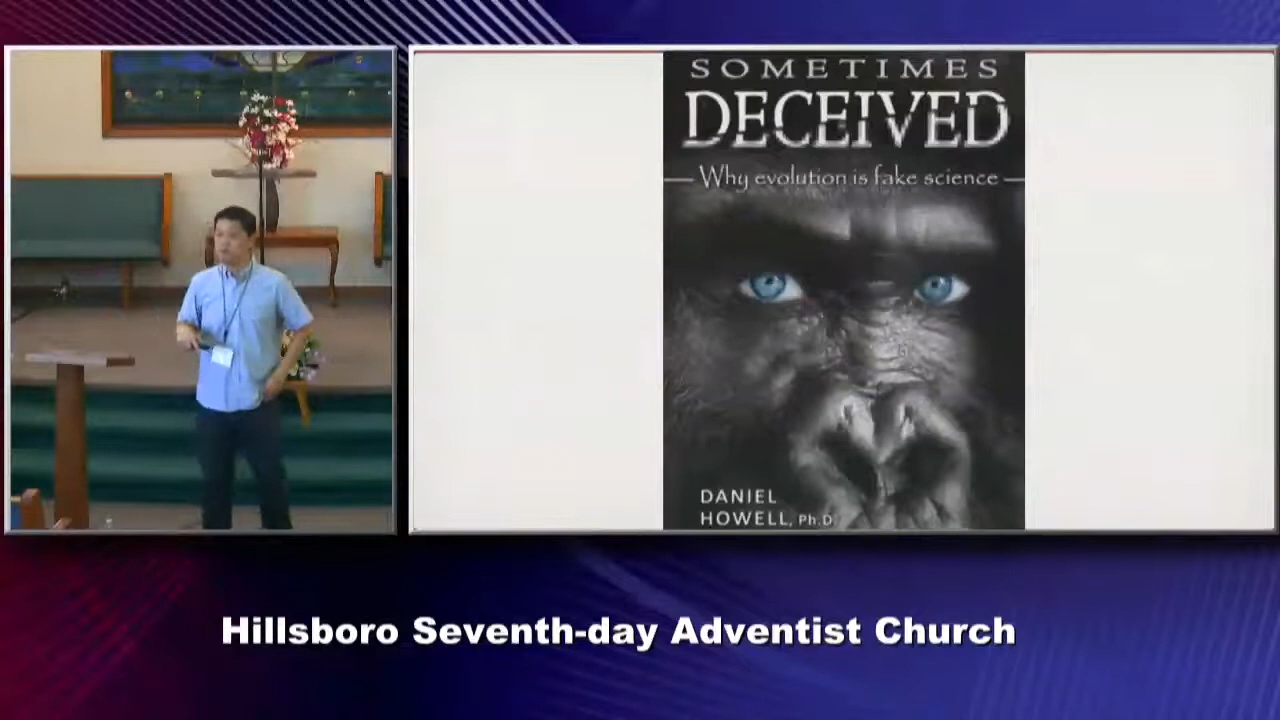 SOMETIMES
DECEIVED
Why evolution is fake science
DANIEL
HOWELL, Ph.D.
Hillsboro Seventh-day Adventist Church